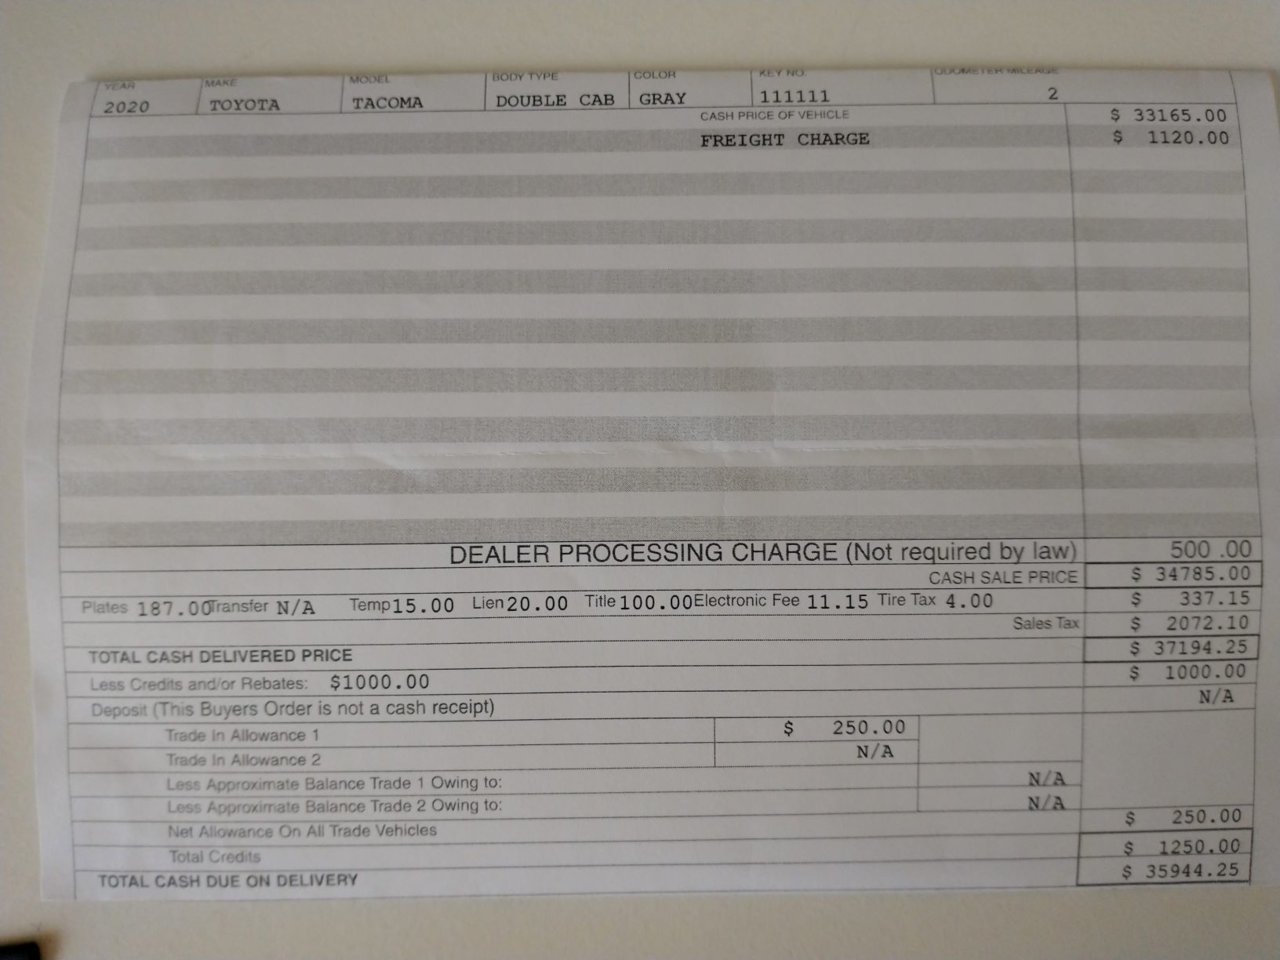 YEAR MAKE MODEL BODY TYPE COLOR KEY NO. ODOMETER MILEAGE
2020 TOYOTA TACOMA DOUBLE CAB GRAY 111111 2
CASH PRICE OF VEHICLE $ 33165.00
FREIGHT CHARGE $ 1120.00
DEALER PROCESSING CHARGE (Not required by law) 500 .00
CASH SALE PRICE $ 34785.00
Plates 187.00 Transfer N/A Temp 15.00 Lien 20.00 Title 100.00 Electronic Fee 11.15 Tire Tax 4.00 $ 337.15
Sales Tax $ 2072.10
TOTAL CASH DELIVERED PRICE $ 37194.25
Less Credits and/or Rebates: $1000.00 $ 1000.00
Deposit (This Buyers Order is not a cash receipt) N/A
Trade In Allowance 1 $ 250.00
Trade In Allowance 2 N/A
Less Approximate Balance Trade 1 Owing to: N/A
Less Approximate Balance Trade 2 Owing to: N/A
Net Allowance On All Trade Vehicles $ 250.00
Total Credits $ 1250.00
TOTAL CASH DUE ON DELIVERY $ 35944.25